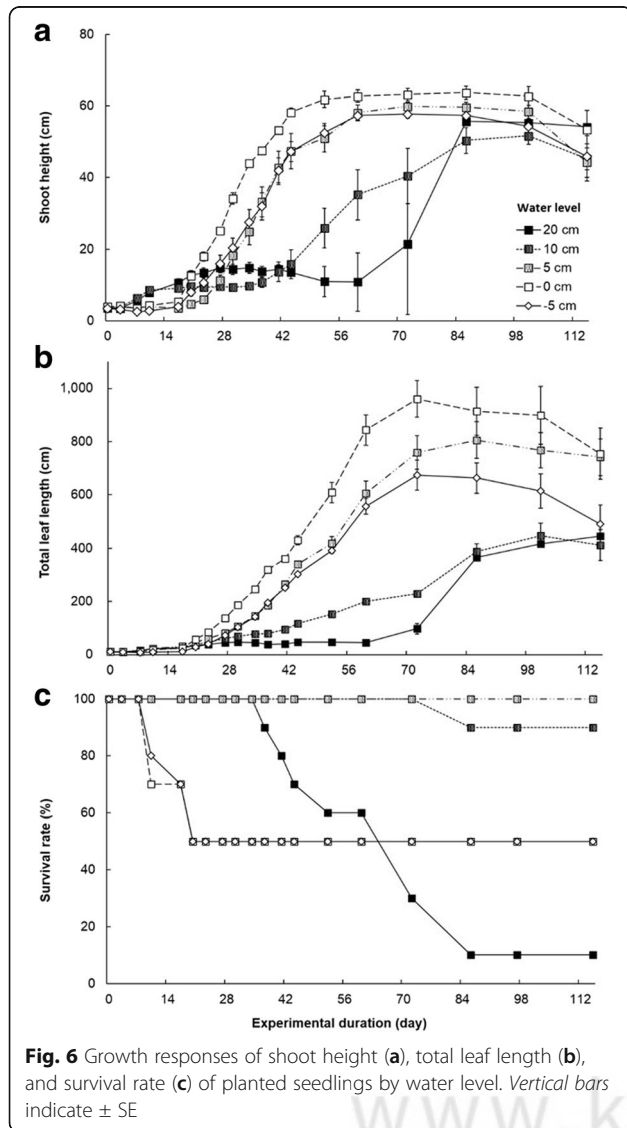 a
80
60
40
20
0
Shoot height (cm)
Water level
20 cm
10 cm
5 cm
0 cm
-5 cm
0 14 28 42 56 70 84 98 112
b
1,000
800
600
400
200
0
Total leaf length (cm)
0 14 28 42 56 70 84 98 112
c
100
80
60
40
20
0
Survival rate (%)
0 14 28 42 56 70 84 98 112
Experimental duration (day)
Fig. 6 Growth responses of shoot height (a), total leaf length (b),
and survival rate (c) of planted seedlings by water level. Vertical bars
indicate ± SE
www.k